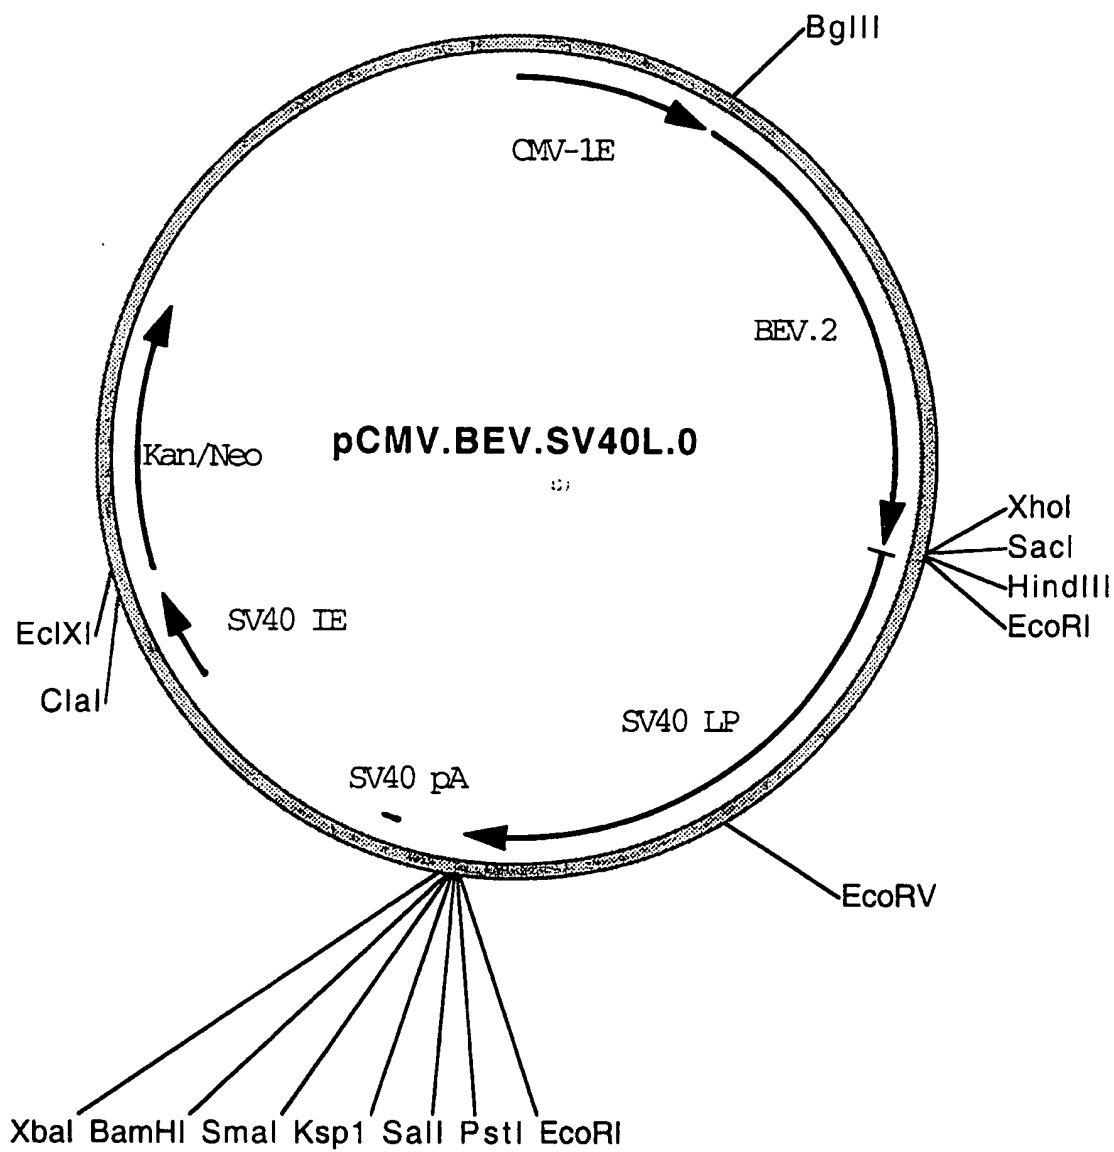 BglII
CMV-1E
BEV.2
pCMV.BEV.SV40L.0
Kan/Neo
XhoI
SacI
HindIII
EcoRI
SV40 IE
EclXI
ClaI
SV40 LP
SV40 pA
EcoRV
XbaI BamHI SmaI Ksp1 SalI PstI EcoRI